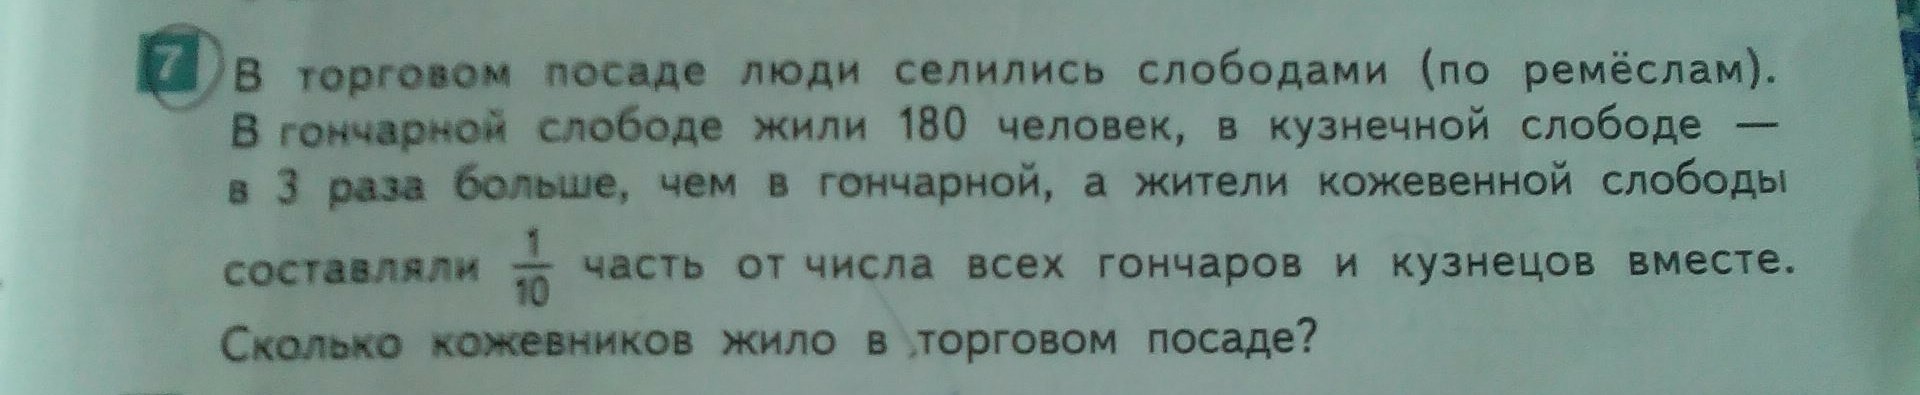 7 В торговом посаде люди селились слободами (по ремёслам).
В гончарной слободе жили 180 человек, в кузнечной слободе —
в 3 раза больше, чем в гончарной, а жители кожевенной слободы
составляли 1/10 часть от числа всех гончаров и кузнецов вместе.
Сколько кожевников жило в торговом посаде?